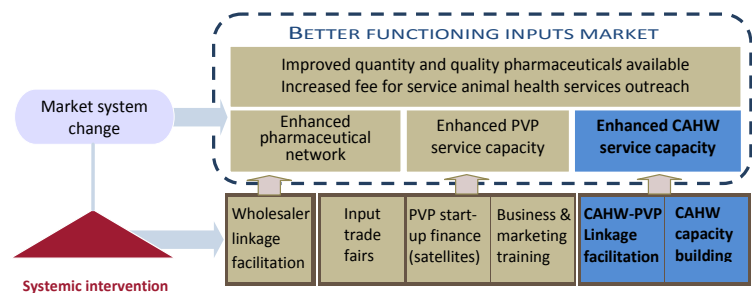 BETTER FUNCTIONING INPUTS MARKET
Improved quantity and quality pharmaceuticals available
Increased fee for service animal health services outreach
Market system
change
Enhanced
pharmaceutical
network
Enhanced PVP
service capacity
Enhanced CAHW
service capacity
Wholesaler
linkage
facilitation
Input
trade
fairs
PVP start-
up finance
(satellites)
Business &
marketing
training
CAHW-PVP
Linkage
facilitation
CAHW
capacity
building
Systemic intervention